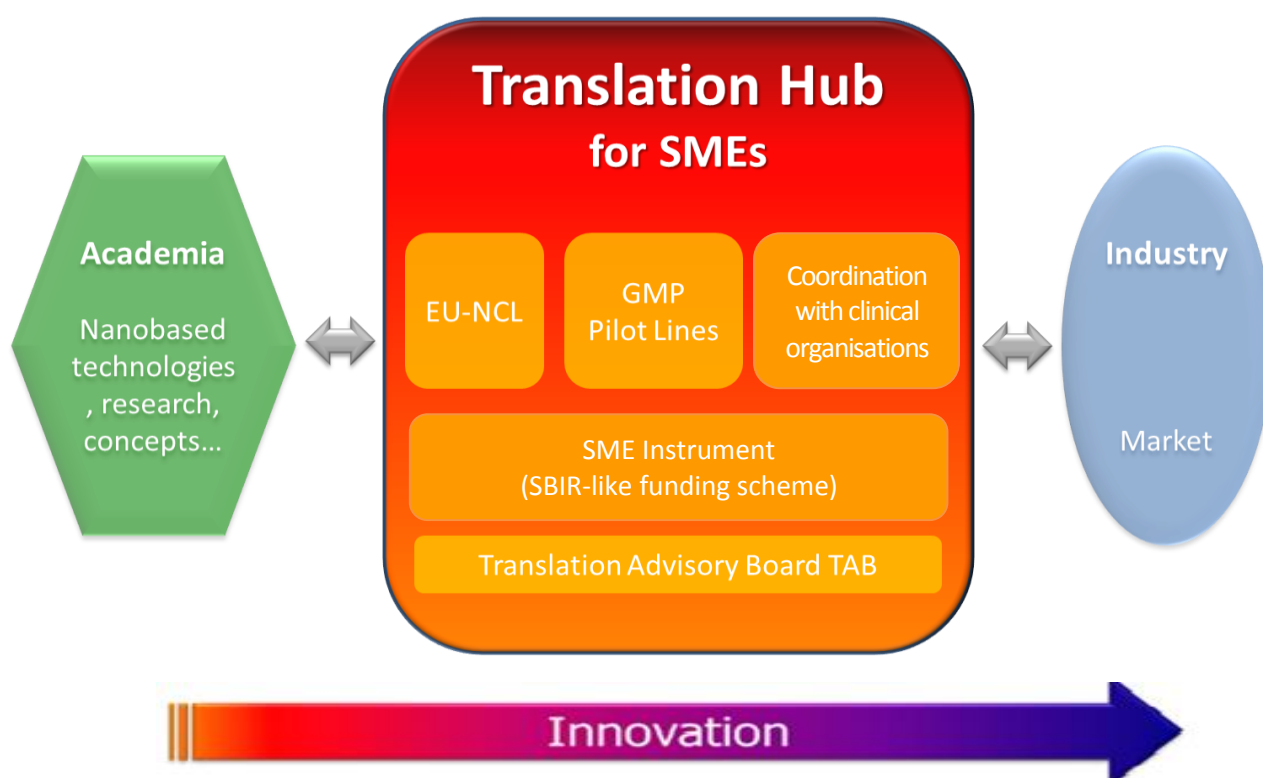 Translation Hub
for SMEs
Academia
Nanobased
technologies
, research,
concepts…
EU-NCL
GMP
Pilot Lines
Coordination
with clinical
organisations
SME Instrument
(SBIR-like funding scheme)
Translation Advisory Board TAB
Industry
Market
Innovation